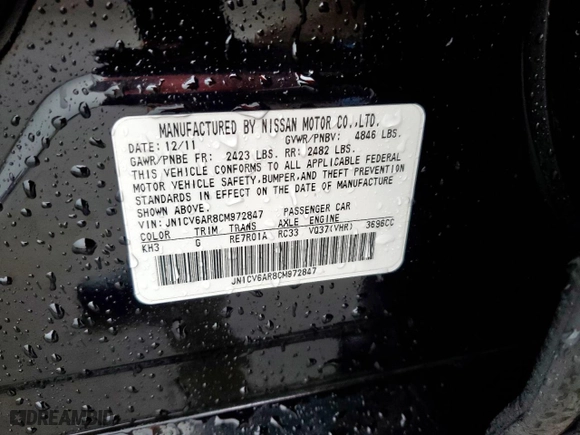 MANUFACTURED BY NISSAN MOTOR CO.,LTD.
DATE: 12/11 GVWR/PNBV: 4846 LBS.
GAWR/PNBE FR: 2423 LBS. RR: 2482 LBS.
THIS VEHICLE CONFORMS TO ALL APPLICABLE FEDERAL
MOTOR VEHICLE SAFETY, BUMPER, AND THEFT PREVENTION
STANDARDS IN EFFECT ON THE DATE OF MANUFACTURE
SHOWN ABOVE.
VIN: JN1CV6AR8CM972847 PASSENGER CAR
COLOR TRIM TRANS AXLE ENGINE
KH3 G RE7R01A RC33 VQ37(VHR) 3696CC
JN1CV6AR8CM972847
DREAMBID